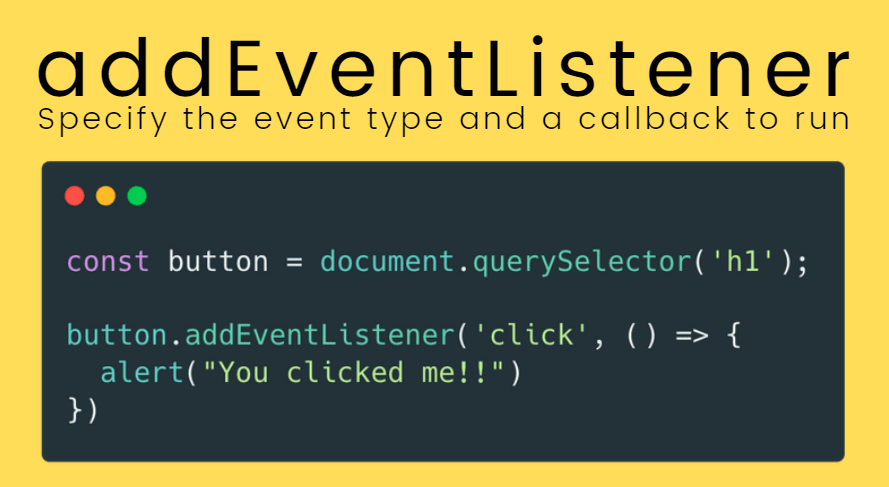 addEventListener
Specify the event type and a callback to run
const button = document.querySelector('h1');
button.addEventListener('click', () => {
  alert("You clicked me!!")
})